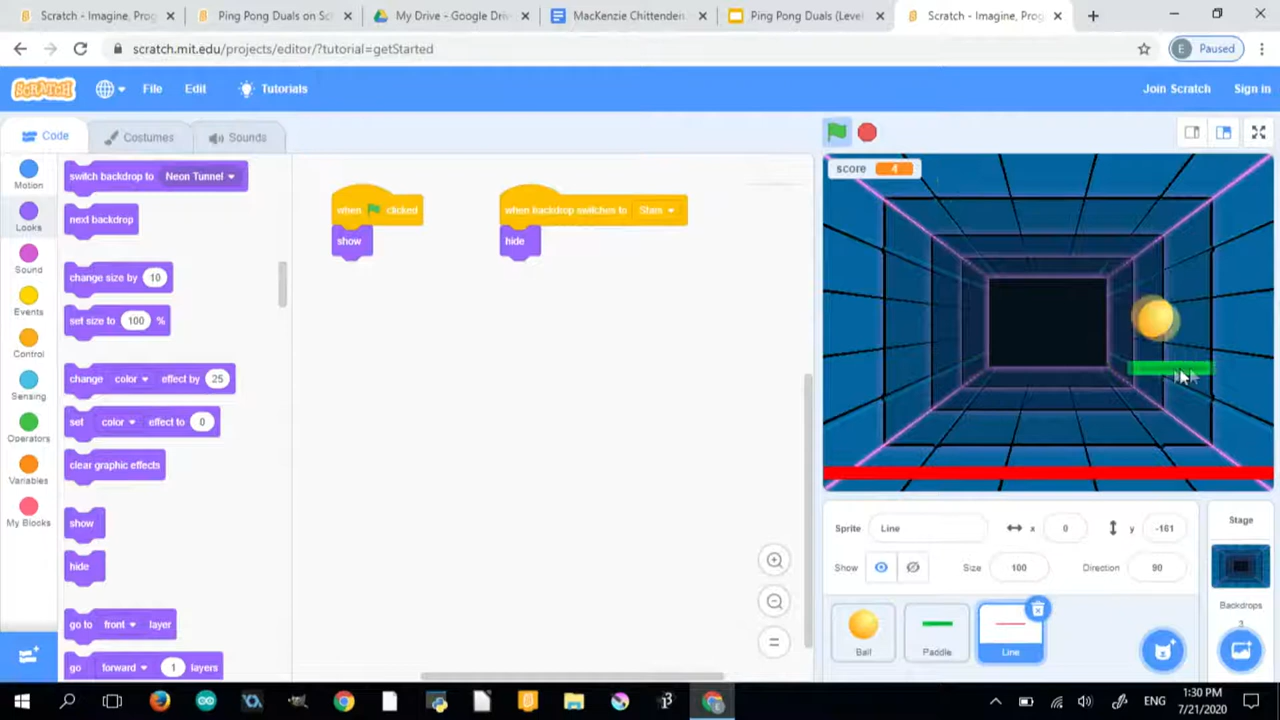 Scratch - Imagine, Prog
Ping Pong Duals on Sc
My Drive - Google Driv
MacKenzie Chittenden
Ping Pong Duals (Level
Scratch - Imagine, Prog
scratch.mit.edu/projects/editor/?tutorial=getStarted
E Paused
SCRATCH
File
Edit
Tutorials
Join Scratch
Sign in
Code
Costumes
Sounds
Motion
Looks
Sound
Events
Control
Sensing
Operators
Variables
My Blocks
switch backdrop to Neon Tunnel
next backdrop
change size by 10
set size to 100 %
change color effect by 25
set color effect to 0
clear graphic effects
show
hide
go to front layer
go forward 1 layers
when clicked
show
when backdrop switches to Stars
hide
score 4
Sprite Line x 0 y -161
Show Size 100 Direction 90
Ball
Paddle
Line
Stage
Backdrops
3
ENG
1:30 PM
7/21/2020